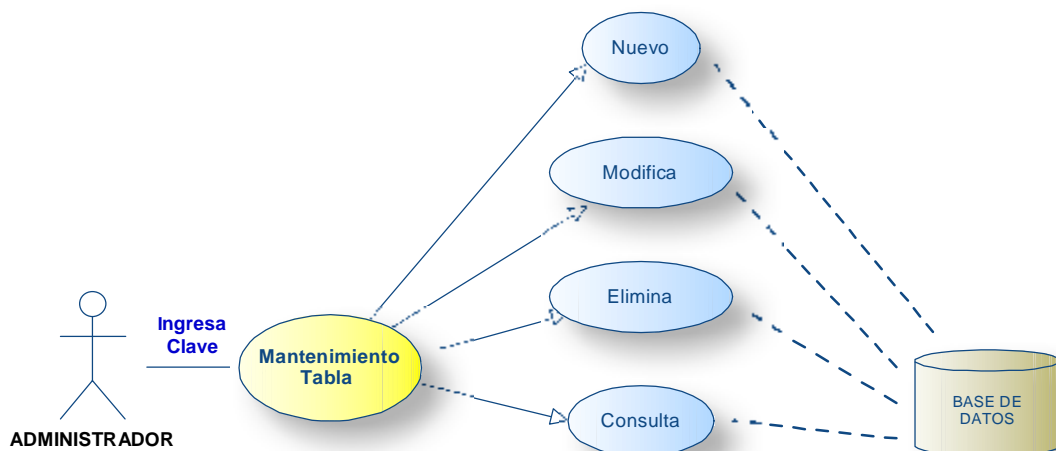 Nuevo
Modifica
Elimina
Ingresa
Clave
Mantenimiento
Tabla
BASE DE
DATOS
Consulta
ADMINISTRADOR